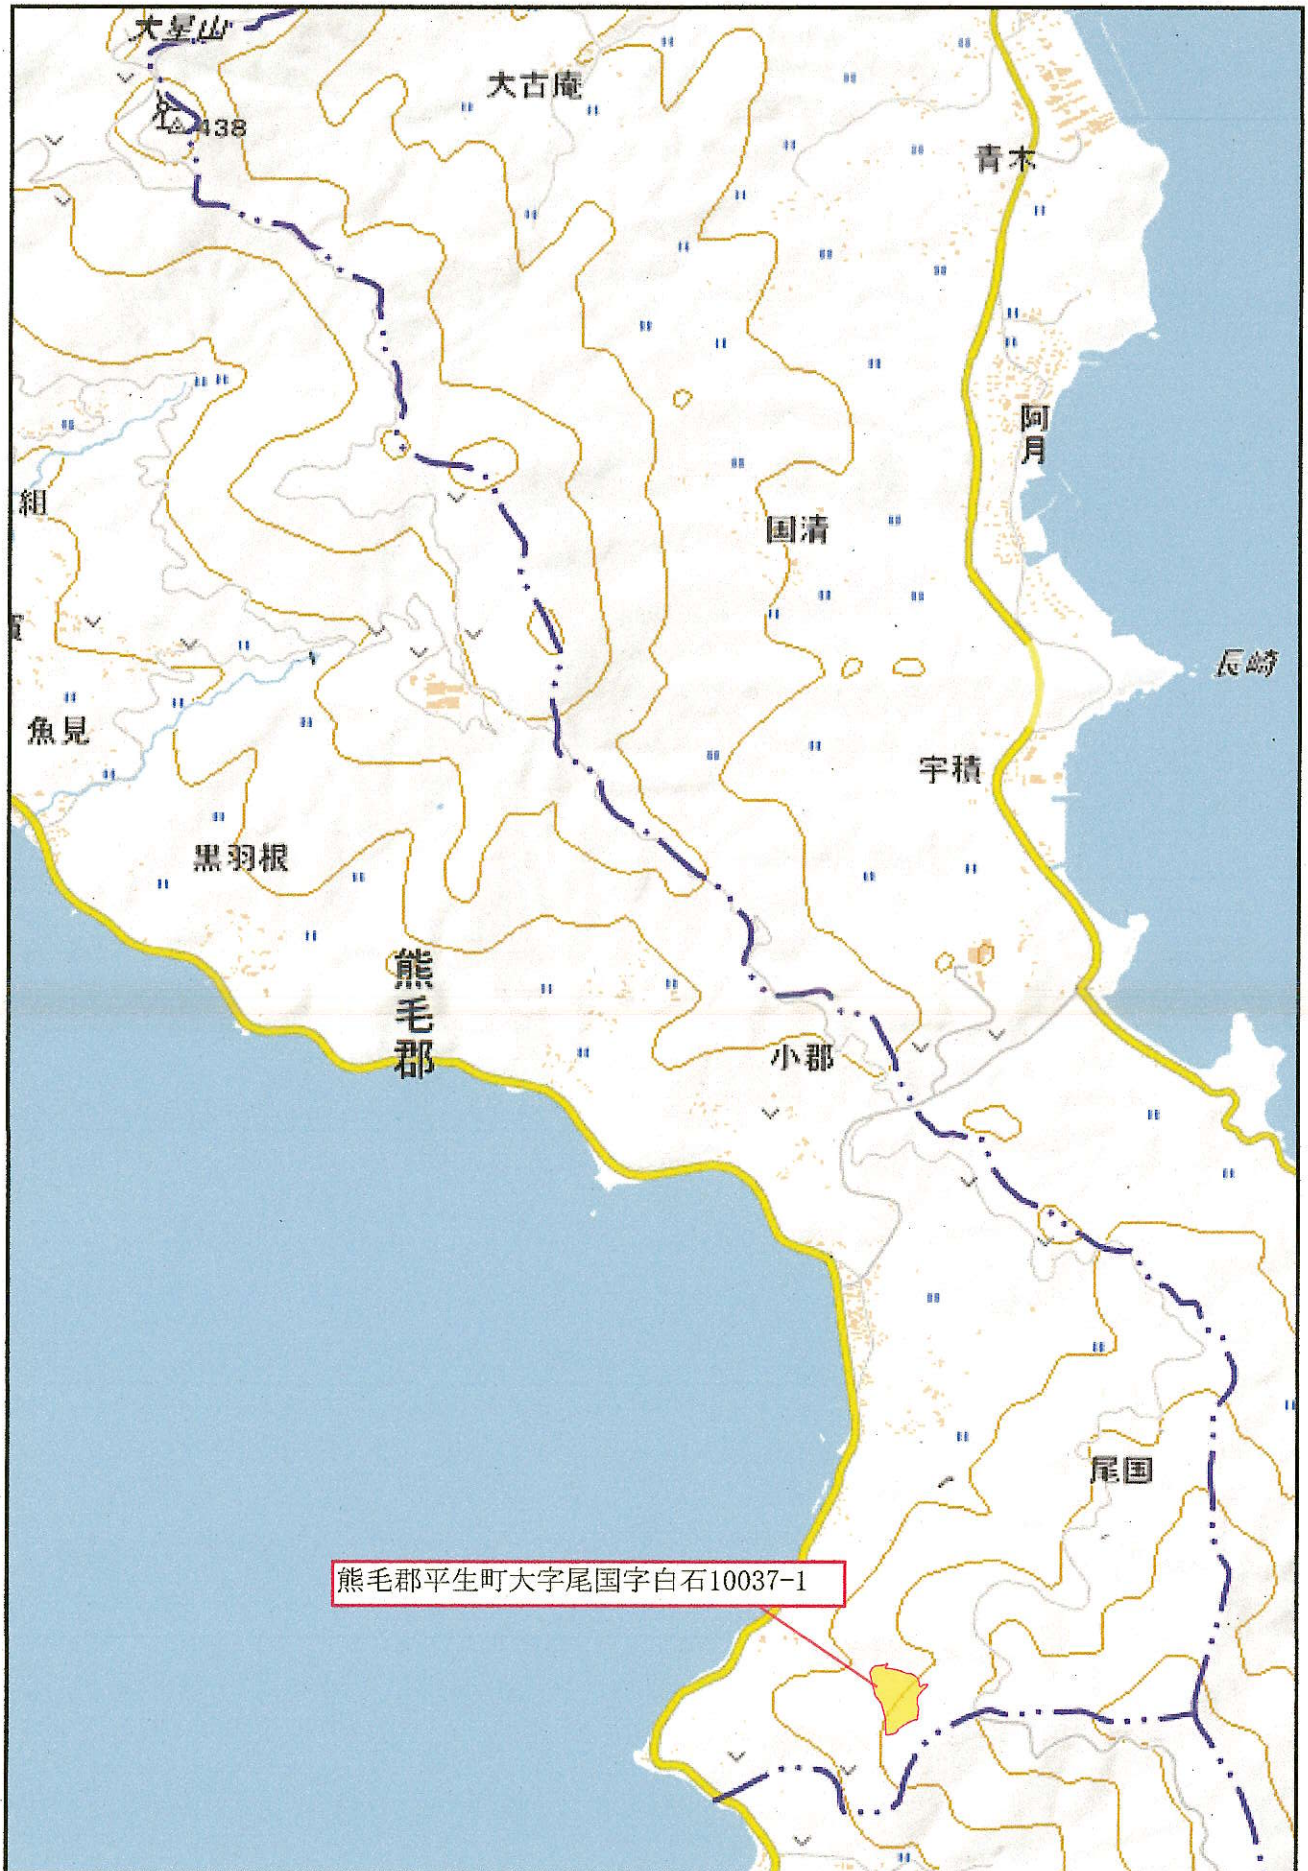 大星山
438
大古庵
青木
阿月
組
国清
長崎
魚見
宇積
黒羽根
熊毛郡
小郡
尾国
熊毛郡平生町大字尾国字白石10037-1